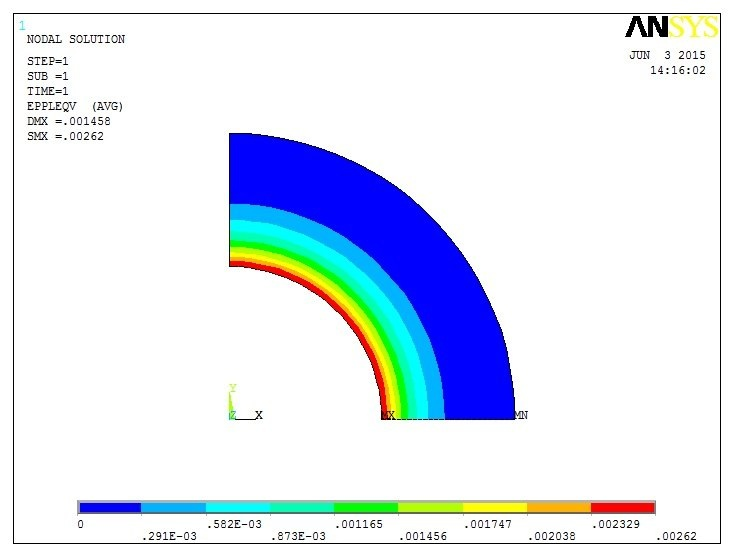 1
ANSYS
NODAL SOLUTION
JUN  3 2015
14:16:02
STEP=1
SUB =1
TIME=1
EPPLEQV  (AVG)
DMX =.001458
SMX =.00262
Y
Z X
MX MN
0 .582E-03 .001165 .001747 .002329
.291E-03 .873E-03 .001456 .002038 .00262